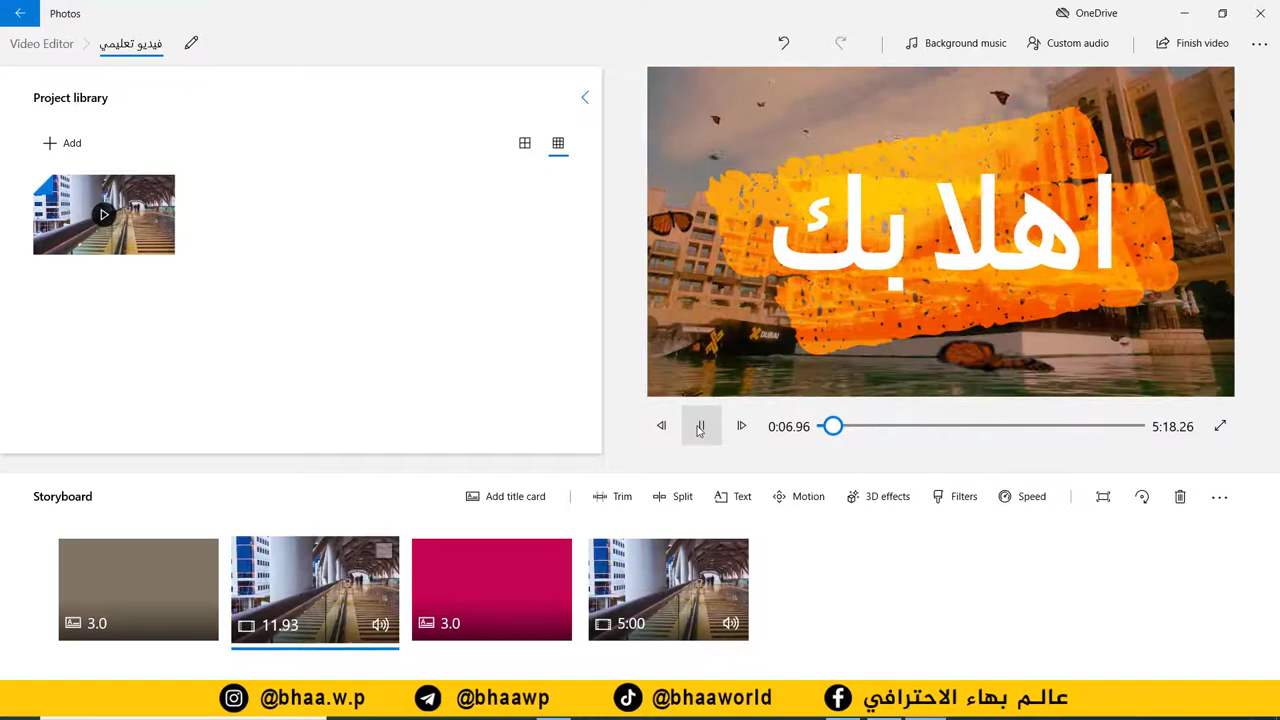 Photos
OneDrive
Video Editor
فيديو تعليمي
Background music
Custom audio
Finish video
Project library
Add
اهلا بك
DUBAI
0:06.96
5:18.26
Storyboard
Add title card
Trim
Split
Text
Motion
3D effects
Filters
Speed
3.0
11.93
3.0
5:00
@bhaa.w.p
@bhaawp
@bhaaworld
عالم بهاء الاحترافي